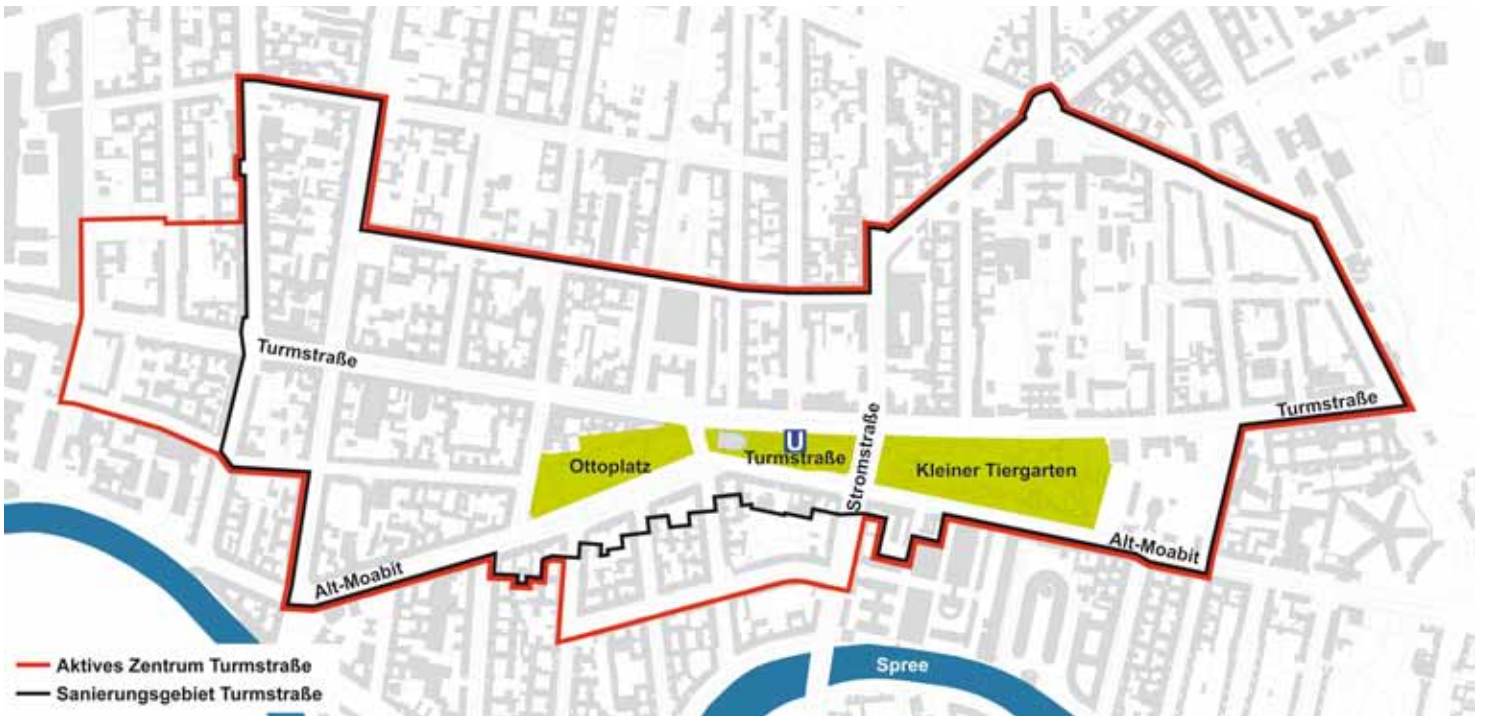 Turmstraße
Turmstraße
Stromstraße
U
Ottoplatz
Turmstraße
Kleiner Tiergarten
Alt-Moabit
Alt-Moabit
Aktives Zentrum Turmstraße
Sanierungsgebiet Turmstraße
Spree